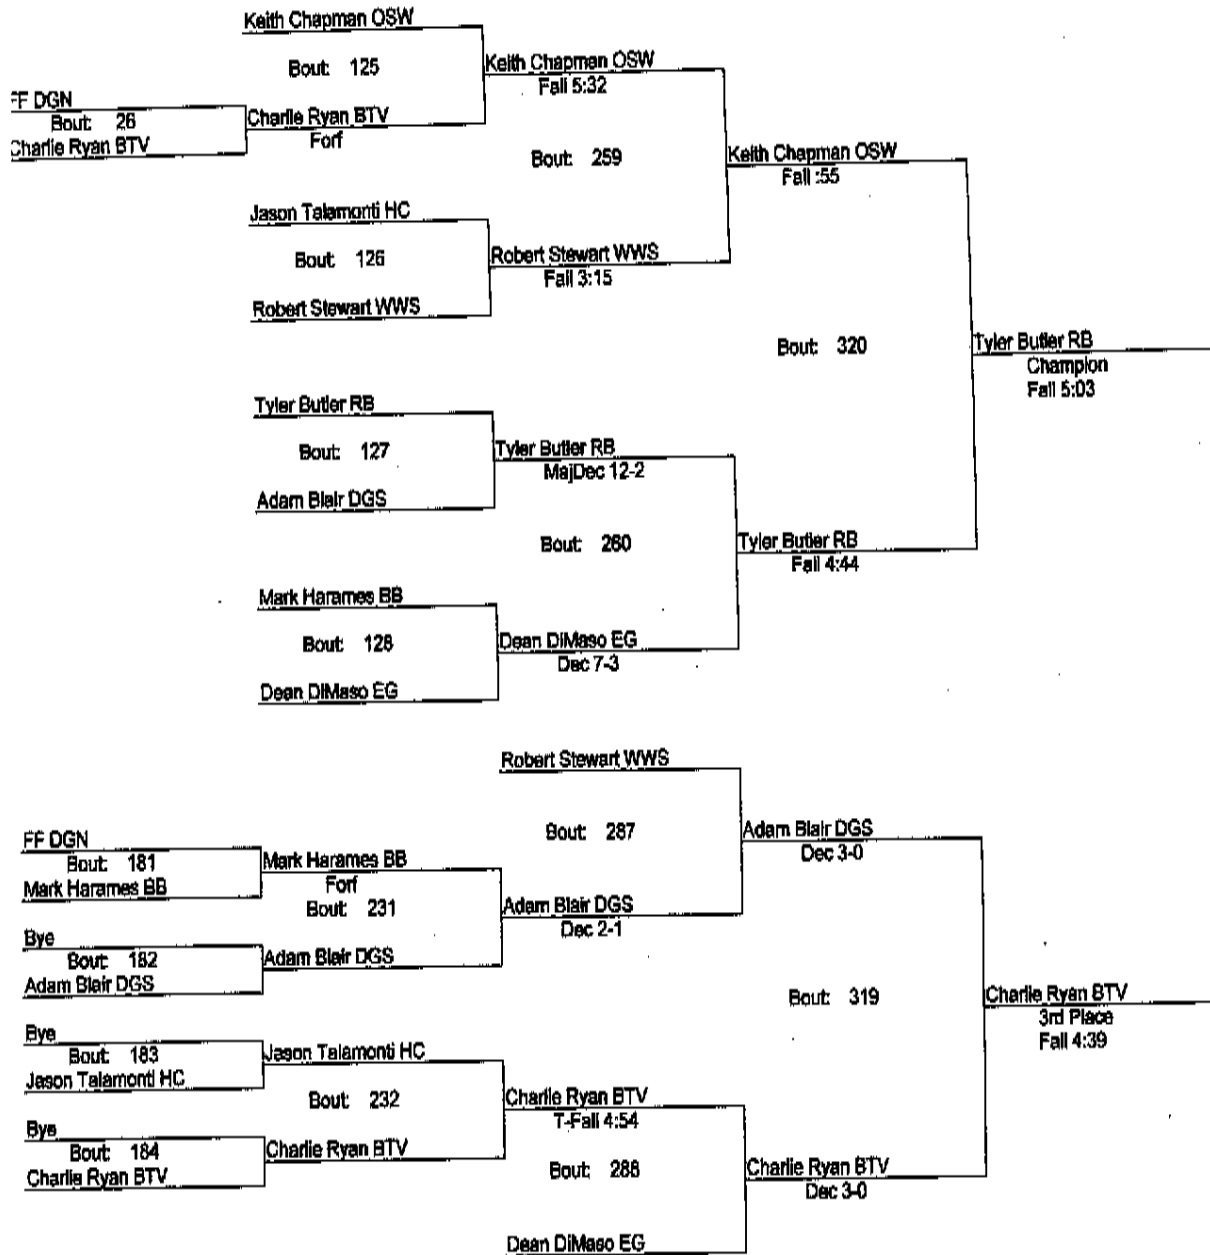 Keith Chapman OSW
Bout: 125
Keith Chapman OSW
Fall 5:32
FF DGN
Bout: 26
Charlie Ryan BTV
Charlie Ryan BTV
Forf
Bout: 259
Keith Chapman OSW
Fall :55
Jason Talamonti HC
Bout: 126
Robert Stewart WWS
Fall 3:15
Robert Stewart WWS
Bout: 320
Tyler Butler RB
Champion
Fall 5:03
Tyler Butler RB
Bout: 127
Tyler Butler RB
MajDec 12-2
Adam Blair DGS
Bout: 260
Tyler Butler RB
Fall 4:44
Mark Harames BB
Bout: 128
Dean DiMaso EG
Dec 7-3
Dean DiMaso EG
Robert Stewart WWS
Bout: 287
Adam Blair DGS
Dec 3-0
FF DGN
Bout: 181
Mark Harames BB
Mark Harames BB
Forf
Bout: 231
Adam Blair DGS
Dec 2-1
Bye
Bout: 182
Adam Blair DGS
Adam Blair DGS
Bout: 319
Charlie Ryan BTV
3rd Place
Fall 4:39
Bye
Bout: 183
Jason Talamonti HC
Jason Talamonti HC
Bout: 232
Charlie Ryan BTV
T-Fall 4:54
Bye
Bout: 184
Charlie Ryan BTV
Charlie Ryan BTV
Bout: 288
Charlie Ryan BTV
Dec 3-0
Dean DiMaso EG